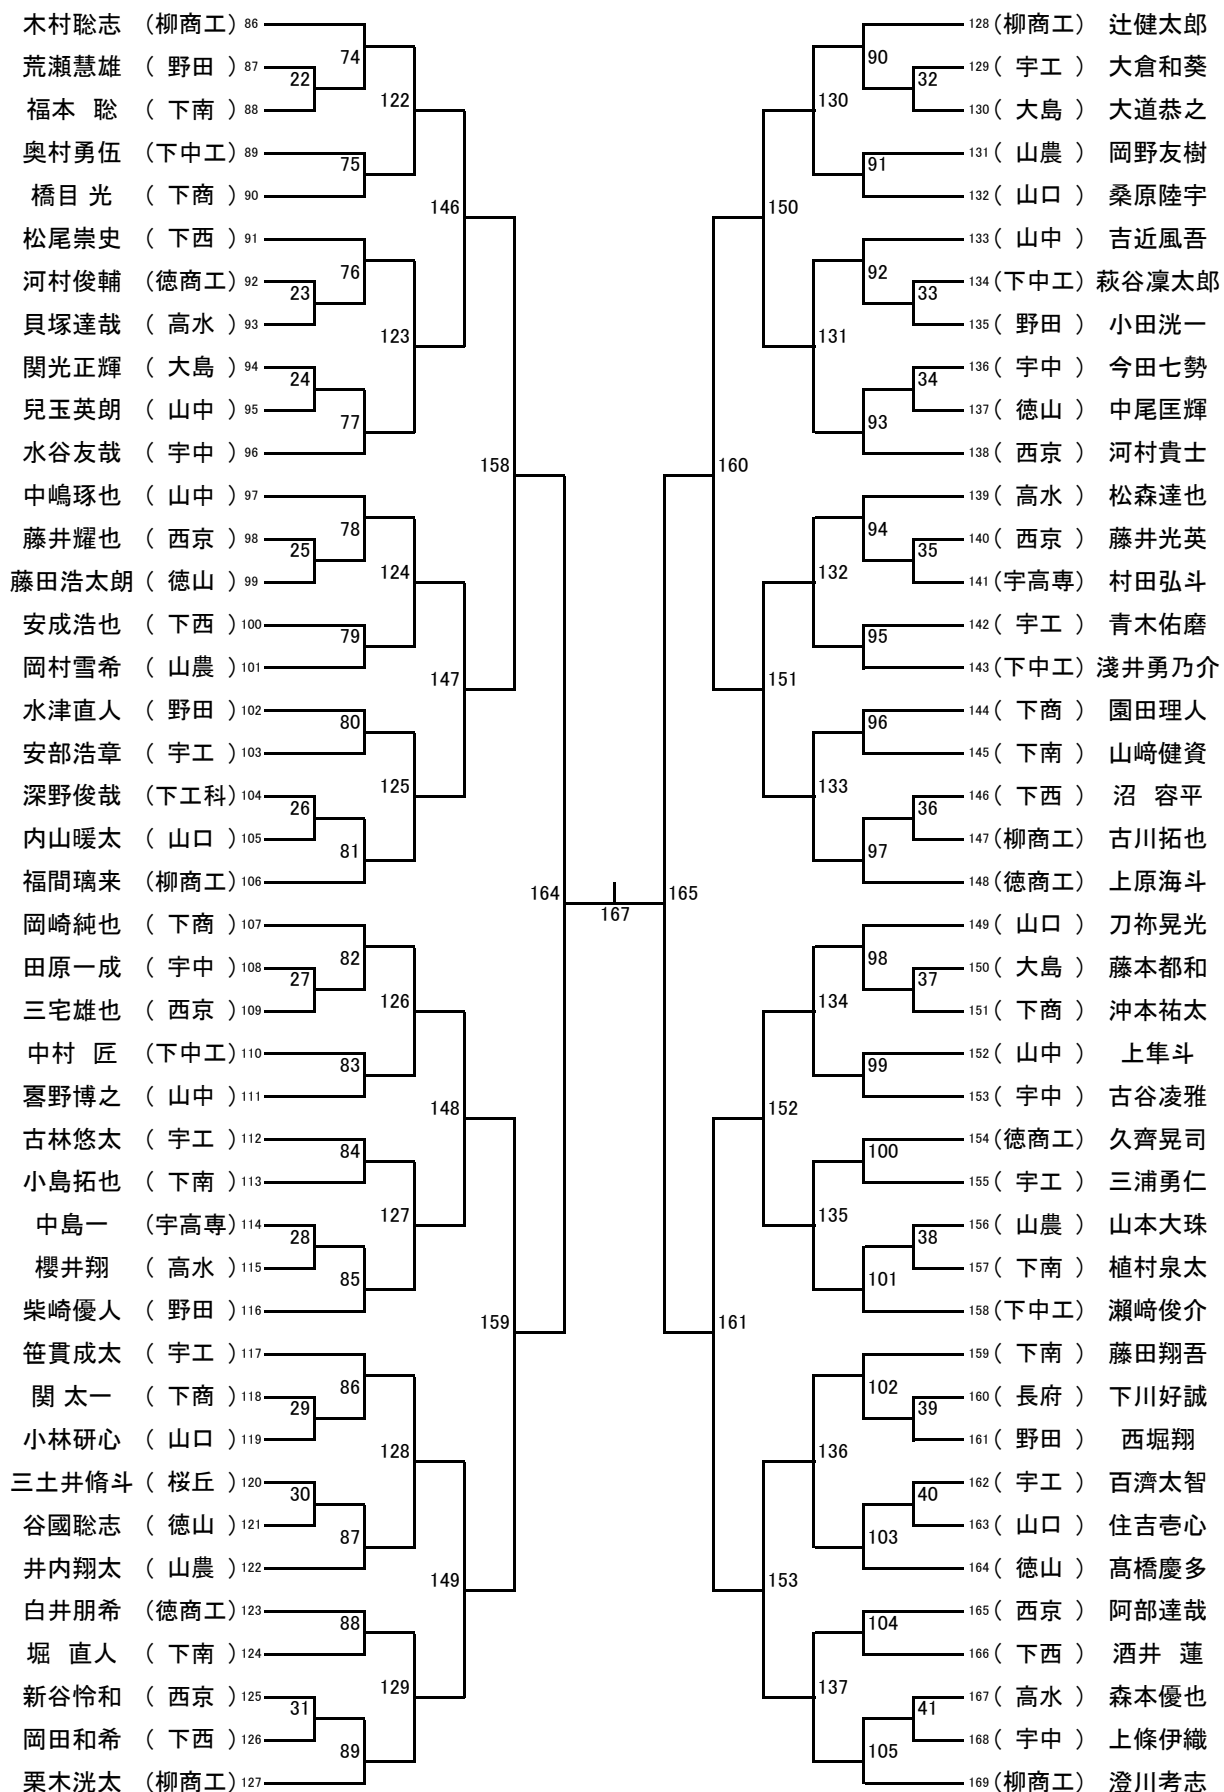 木村聡志 (柳商工) 86
荒瀬慧雄 ( 野田 ) 87
福本 聡 ( 下南 ) 88
奥村勇伍 (下中工) 89
橋目 光 ( 下商 ) 90
松尾崇史 ( 下西 ) 91
河村俊輔 (徳商工) 92
貝塚達哉 ( 高水 ) 93
関光正輝 ( 大島 ) 94
兒玉英朗 ( 山中 ) 95
水谷友哉 ( 宇中 ) 96
中嶋琢也 ( 山中 ) 97
藤井耀也 ( 西京 ) 98
藤田浩太朗 ( 徳山 ) 99
安成浩也 ( 下西 ) 100
岡村雪希 ( 山農 ) 101
水津直人 ( 野田 ) 102
安部浩章 ( 宇工 ) 103
深野俊哉 (下工科) 104
内山暖太 ( 山口 ) 105
福間璃来 (柳商工) 106
岡崎純也 ( 下商 ) 107
田原一成 ( 宇中 ) 108
三宅雄也 ( 西京 ) 109
中村 匠 (下中工) 110
野博之 ( 山中 ) 111
古林悠太 ( 宇工 ) 112
小島拓也 ( 下南 ) 113
中島一 (宇高専) 114
櫻井翔 ( 高水 ) 115
柴崎優人 ( 野田 ) 116
笹貫成太 ( 宇工 ) 117
関 太一 ( 下商 ) 118
小林研心 ( 山口 ) 119
三土井脩斗 ( 桜丘 ) 120
谷國聡志 ( 徳山 ) 121
井内翔太 ( 山農 ) 122
白井朋希 (徳商工) 123
堀 直人 ( 下南 ) 124
新谷怜和 ( 西京 ) 125
岡田和希 ( 下西 ) 126
栗木洸太 (柳商工) 127
22
23
24
25
26
27
28
29
30
31
74
75
76
77
78
79
80
81
82
83
84
85
86
87
88
89
122
123
124
125
126
127
128
129
146
147
148
149
158
159
164
167
165
160
161
150
151
152
153
130
131
132
133
134
135
136
137
90
91
92
93
94
95
96
97
98
99
100
101
102
103
104
105
32
33
34
35
36
37
38
39
40
41
128 (柳商工) 辻健太郎
129 ( 宇工 ) 大倉和葵
130 ( 大島 ) 大道恭之
131 ( 山農 ) 岡野友樹
132 ( 山口 ) 桑原陸宇
133 ( 山中 ) 吉近風吾
134 (下中工) 萩谷凜太郎
135 ( 野田 ) 小田洸一
136 ( 宇中 ) 今田七勢
137 ( 徳山 ) 中尾匡輝
138 ( 西京 ) 河村貴士
139 ( 高水 ) 松森達也
140 ( 西京 ) 藤井光英
141 (宇高専) 村田弘斗
142 ( 宇工 ) 青木佑磨
143 (下中工) 淺井勇乃介
144 ( 下商 ) 園田理人
145 ( 下南 ) 山﨑健資
146 ( 下西 ) 沼 容平
147 (柳商工) 古川拓也
148 (徳商工) 上原海斗
149 ( 山口 ) 刀祢晃光
150 ( 大島 ) 藤本都和
151 ( 下商 ) 沖本祐太
152 ( 山中 ) 上隼斗
153 ( 宇中 ) 古谷凌雅
154 (徳商工) 久齊晃司
155 ( 宇工 ) 三浦勇仁
156 ( 山農 ) 山本大珠
157 ( 下南 ) 植村泉太
158 (下中工) 瀨﨑俊介
159 ( 下南 ) 藤田翔吾
160 ( 長府 ) 下川好誠
161 ( 野田 ) 西堀翔
162 ( 宇工 ) 百濟太智
163 ( 山口 ) 住吉壱心
164 ( 徳山 ) 髙橋慶多
165 ( 西京 ) 阿部達哉
166 ( 下西 ) 酒井 蓮
167 ( 高水 ) 森本優也
168 ( 宇中 ) 上條伊織
169 (柳商工) 澄川考志